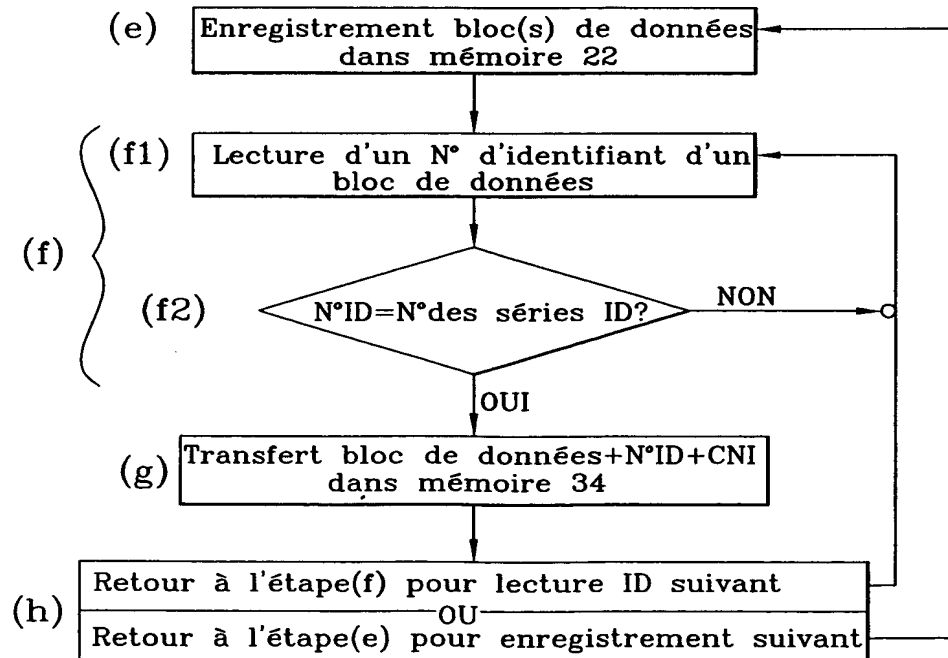 (e)
Enregistrement bloc(s) de données
dans mémoire 22
(f)
(f1)
Lecture d'un N° d'identifiant d'un
bloc de données
(f2)
N°ID=N°des séries ID?
NON
OUI
(g)
Transfert bloc de données+N°ID+CNI
dans mémoire 34
(h)
Retour à l'étape(f) pour lecture ID suivant
OU
Retour à l'étape(e) pour enregistrement suivant